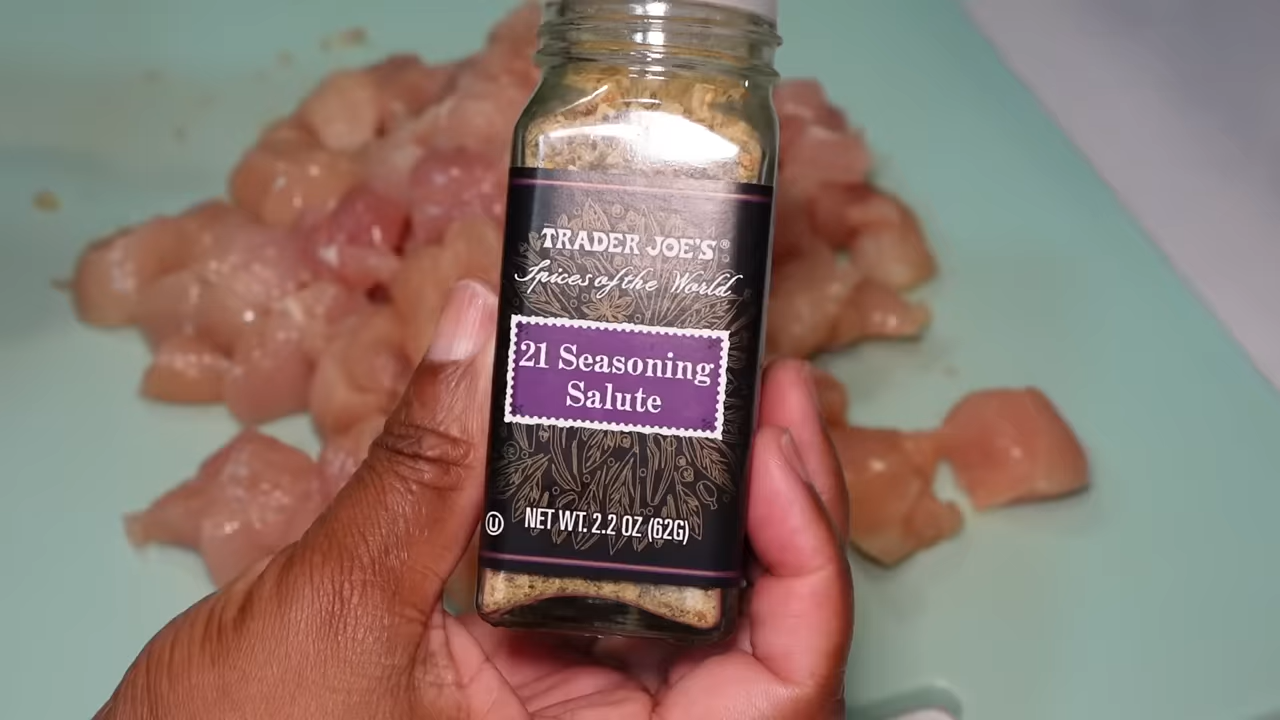 TRADER JOE'S®
Spices of the World
21 Seasoning
Salute
U
NET WT. 2.2 OZ (62G)